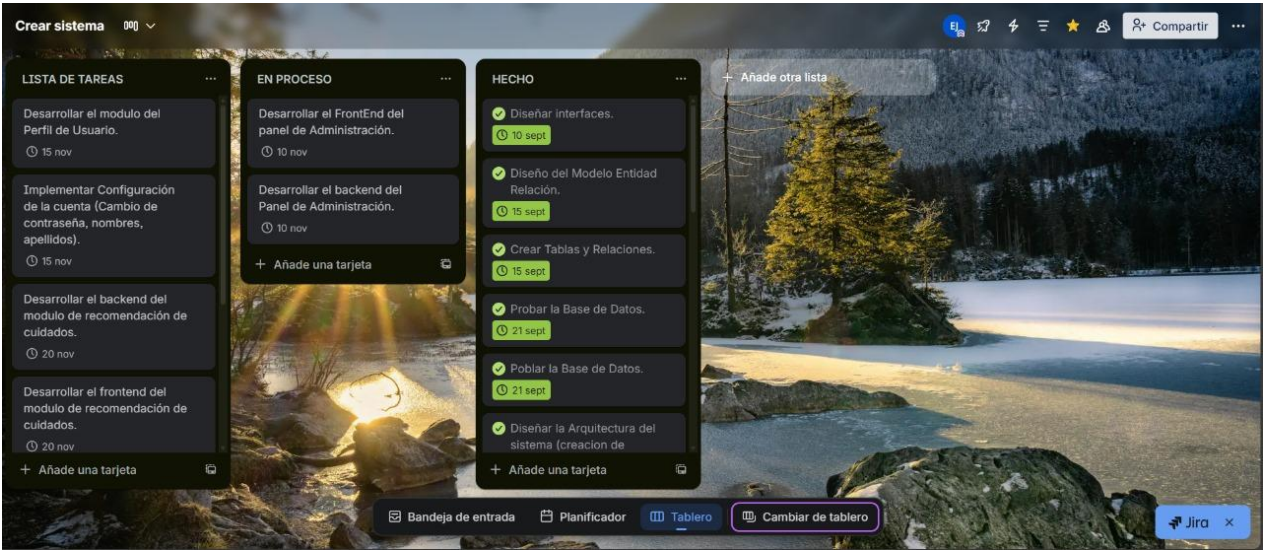 Crear sistema
EJ
Compartir
LISTA DE TAREAS
Desarrollar el modulo del
Perfil de Usuario.
15 nov
Implementar Configuración
de la cuenta (Cambio de
contraseña, nombres,
apellidos).
15 nov
Desarrollar el backend del
modulo de recomendación de
cuidados.
20 nov
Desarrollar el frontend del
modulo de recomendación de
cuidados.
20 nov
+ Añade una tarjeta
EN PROCESO
Desarrollar el FrontEnd del
panel de Administración.
10 nov
Desarrollar el backend del
Panel de Administración.
10 nov
+ Añade una tarjeta
HECHO
Diseñar interfaces.
10 sept
Diseño del Modelo Entidad
Relación.
15 sept
Crear Tablas y Relaciones.
15 sept
Probar la Base de Datos.
21 sept
Poblar la Base de Datos.
21 sept
Diseñar la Arquitectura del
sistema (creacion de
+ Añade una tarjeta
+ Añade otra lista
Bandeja de entrada
Planificador
Tablero
Cambiar de tablero
Jira